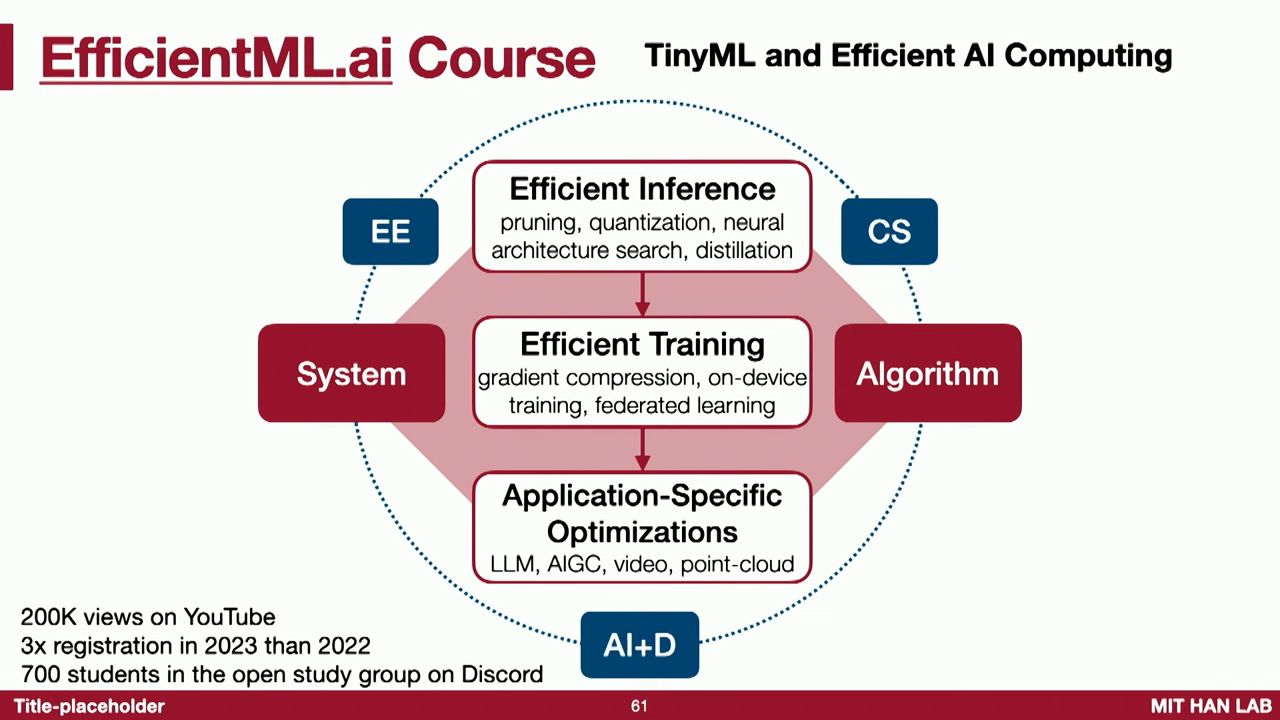 EfficientML.ai Course
TinyML and Efficient AI Computing
Efficient Inference
pruning, quantization, neural
architecture search, distillation
EE
CS
Efficient Training
gradient compression, on-device
training, federated learning
System
Algorithm
Application-Specific
Optimizations
LLM, AIGC, video, point-cloud
AI+D
200K views on YouTube
3x registration in 2023 than 2022
700 students in the open study group on Discord
Title-placeholder
61
MIT HAN LAB